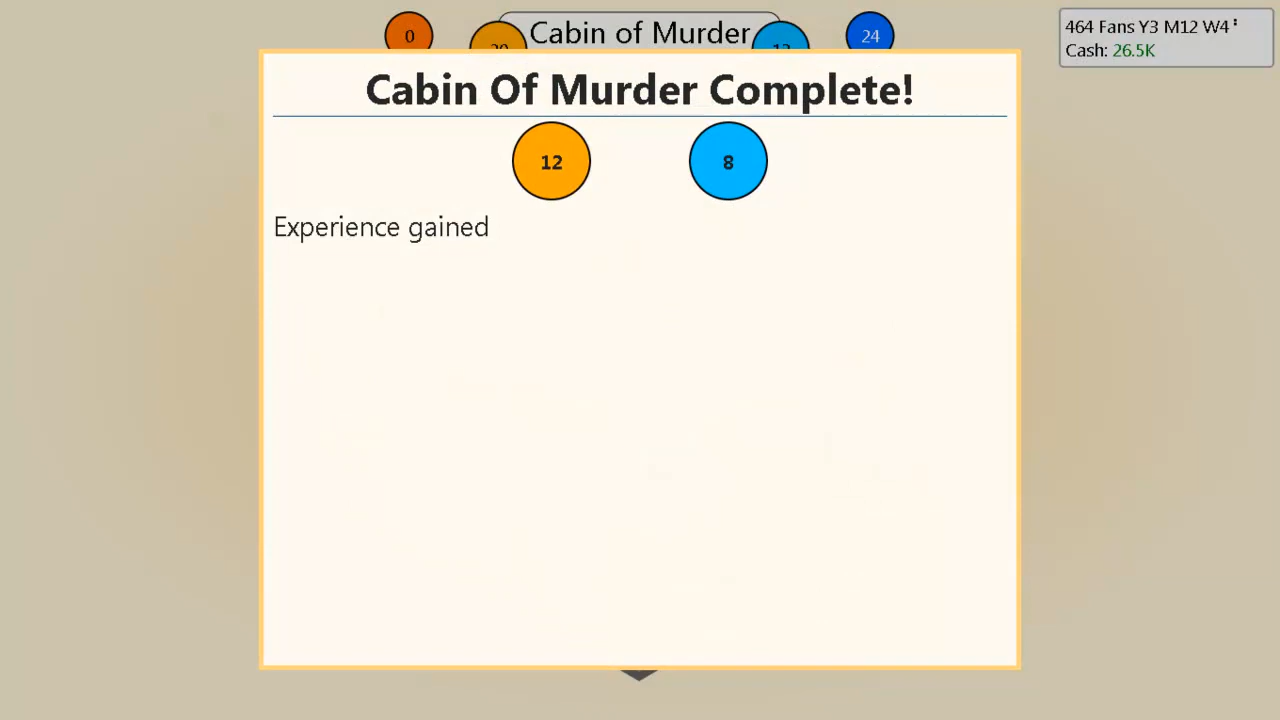 0
Cabin of Murder
24
464 Fans Y3 M12 W4
Cash: 26.5K
Cabin Of Murder Complete!
12
8
Experience gained